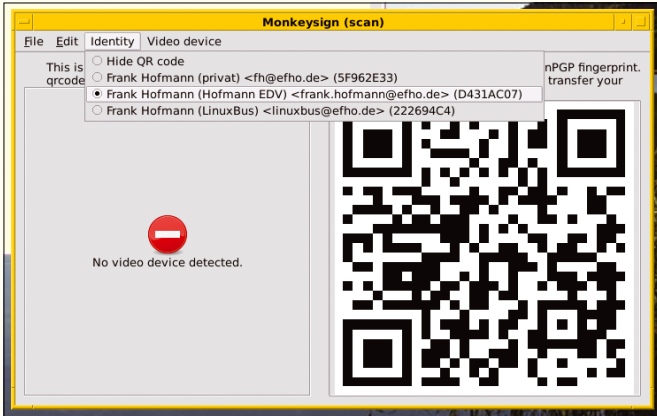 Monkeysign (scan)
File Edit Identity Video device
This is nPGP fingerprint.
qrcode transfer your
Hide QR code
Frank Hofmann (privat) <fh@efho.de> (5F962E33)
Frank Hofmann (Hofmann EDV) <frank.hofmann@efho.de> (D431AC07)
Frank Hofmann (LinuxBus) <linuxbus@efho.de> (222694C4)
No video device detected.